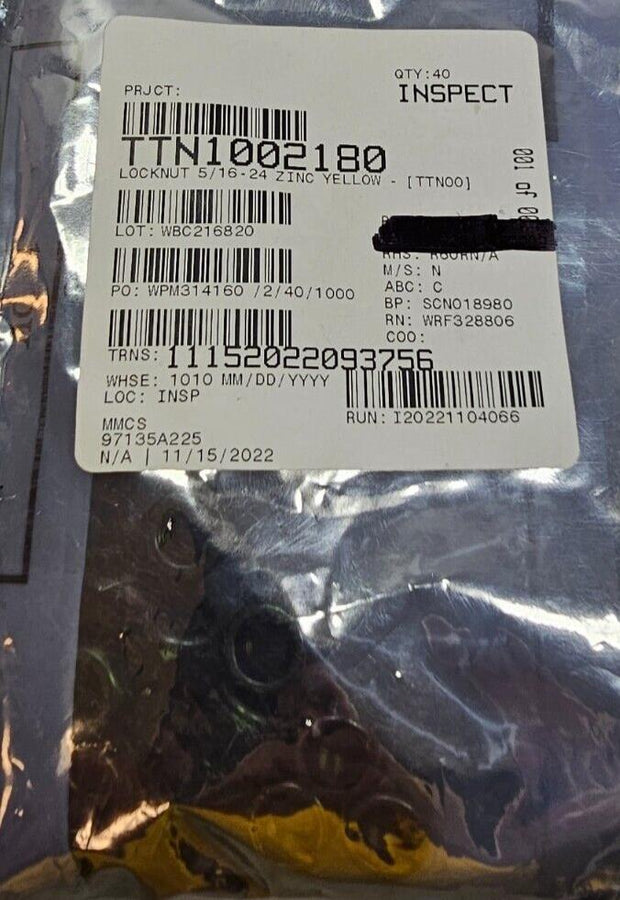 PRJCT:
QTY:40
INSPECT
TTN1002180
LOCKNUT 5/16-24 ZINC YELLOW - [TTN00]
LOT: WBC216820
PO: WPM314160 /2/40/1000
M/S: N
ABC: C
BP: SCN018980
RN: WRF328806
COO:
TRNS: 11152022093756
WHSE: 1010 MM/DD/YYYY
LOC: INSP
RUN: I20221104066
MMCS
97135A225
N/A | 11/15/2022